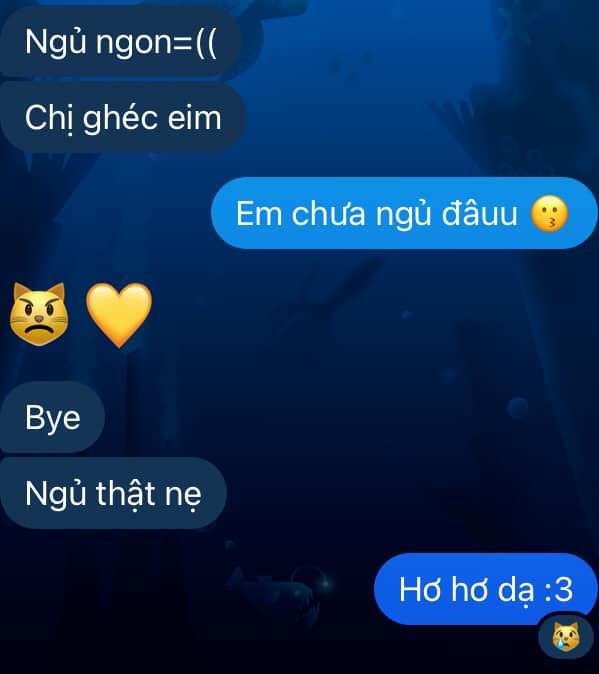 Ngủ ngon=((
Chị ghéc eim
Em chưa ngủ đâuu 😗
😾 💛
Bye
Ngủ thật nẹ
Hơ hơ dạ :3
😿